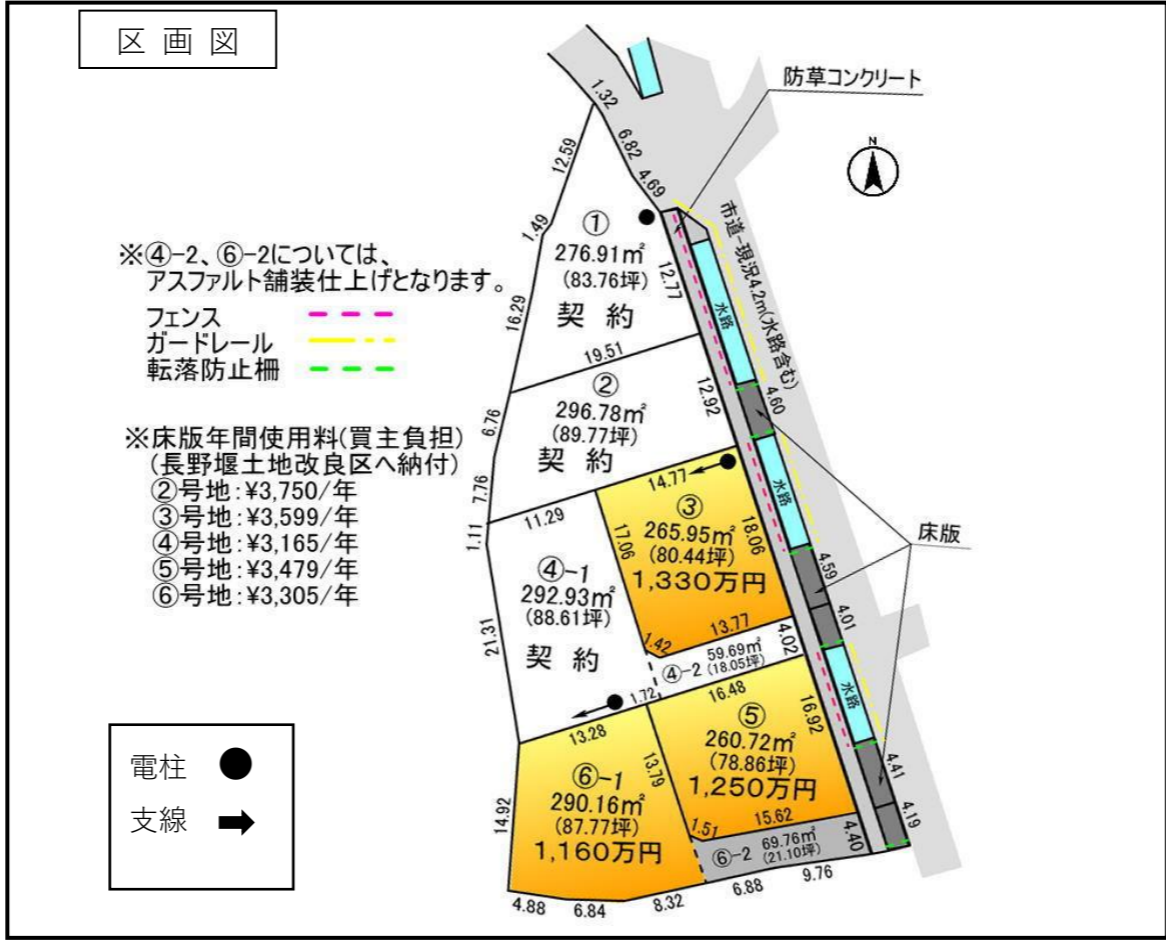 区画図
防草コンクリート
N
市道-現況4.2m(水路含む)
※④-2、⑥-2については、
アスファルト舗装仕上げとなります。
フェンス
ガードレール
転落防止柵
※床版年間使用料(買主負担)
(長野堰土地改良区へ納付)
②号地:¥3,750/年
③号地:¥3,599/年
④号地:¥3,165/年
⑤号地:¥3,479/年
⑥号地:¥3,305/年
電柱
支線
1.32
6.82
4.69
12.59
1.49
16.29
①
276.91㎡
(83.76坪)
契約
12.77
19.51
水路
②
296.78㎡
(89.77坪)
契約
12.92
6.76
7.76
4.60
14.77
11.29
1.11
③
265.95㎡
(80.44坪)
1,330万円
17.06
18.06
水路
床版
④-1
292.93㎡
(88.61坪)
契約
21.31
13.77
1.42
4.02
4.59
4.01
④-2
59.69㎡
(18.05坪)
1.72
16.48
水路
⑤
260.72㎡
(78.86坪)
1,250万円
16.92
13.28
13.79
⑥-1
290.16㎡
(87.77坪)
1,160万円
14.92
15.62
1.51
4.41
4.19
4.40
⑥-2
69.76㎡
(21.10坪)
4.88
6.84
8.32
6.88
9.76